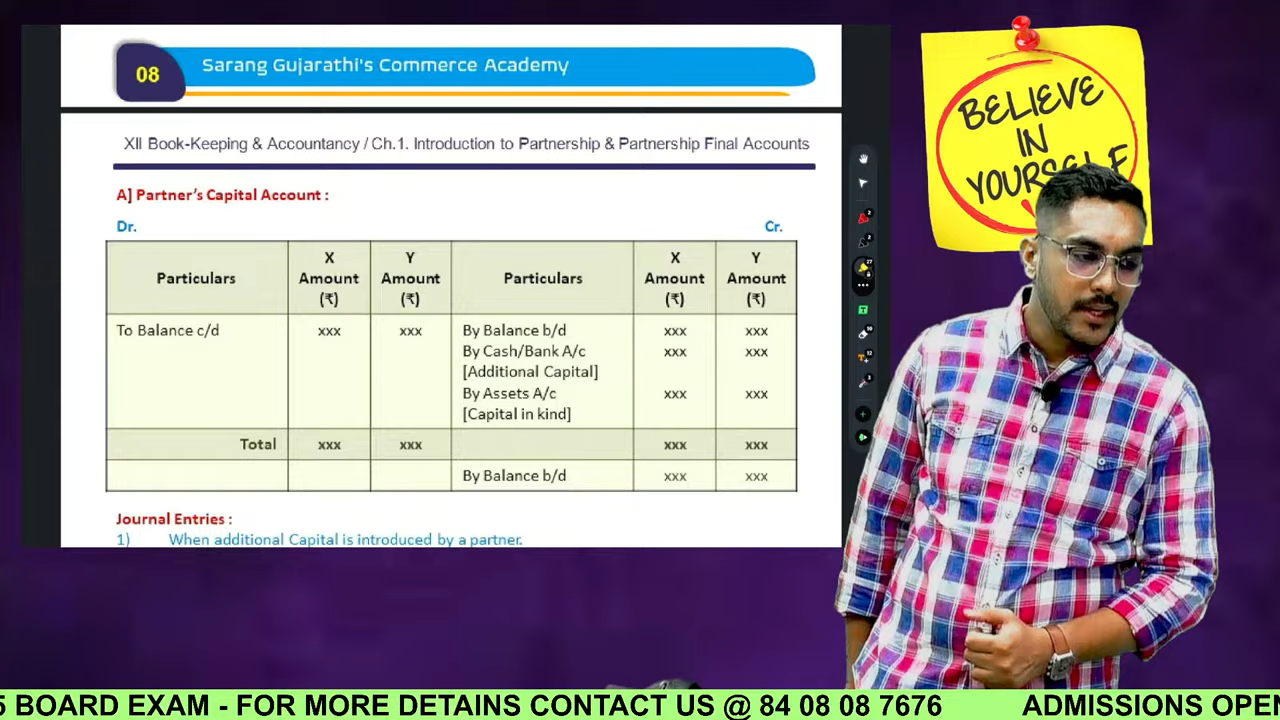 08
Sarang Gujarathi's Commerce Academy
XII Book-Keeping & Accountancy / Ch.1. Introduction to Partnership & Partnership Final Accounts
A] Partner's Capital Account :
Dr. Cr.
Particulars X Amount (₹) Y Amount (₹) Particulars X Amount (₹) Y Amount (₹)
To Balance c/d xxx xxx By Balance b/d xxx xxx
By Cash/Bank A/c xxx xxx
[Additional Capital]
By Assets A/c xxx xxx
[Capital in kind]
Total xxx xxx xxx xxx
By Balance b/d xxx xxx
Journal Entries :
1) When additional Capital is introduced by a partner.
BELIEVE
IN
YOURSELF
5 BOARD EXAM - FOR MORE DETAINS CONTACT US @ 84 08 08 7676 ADMISSIONS OPE